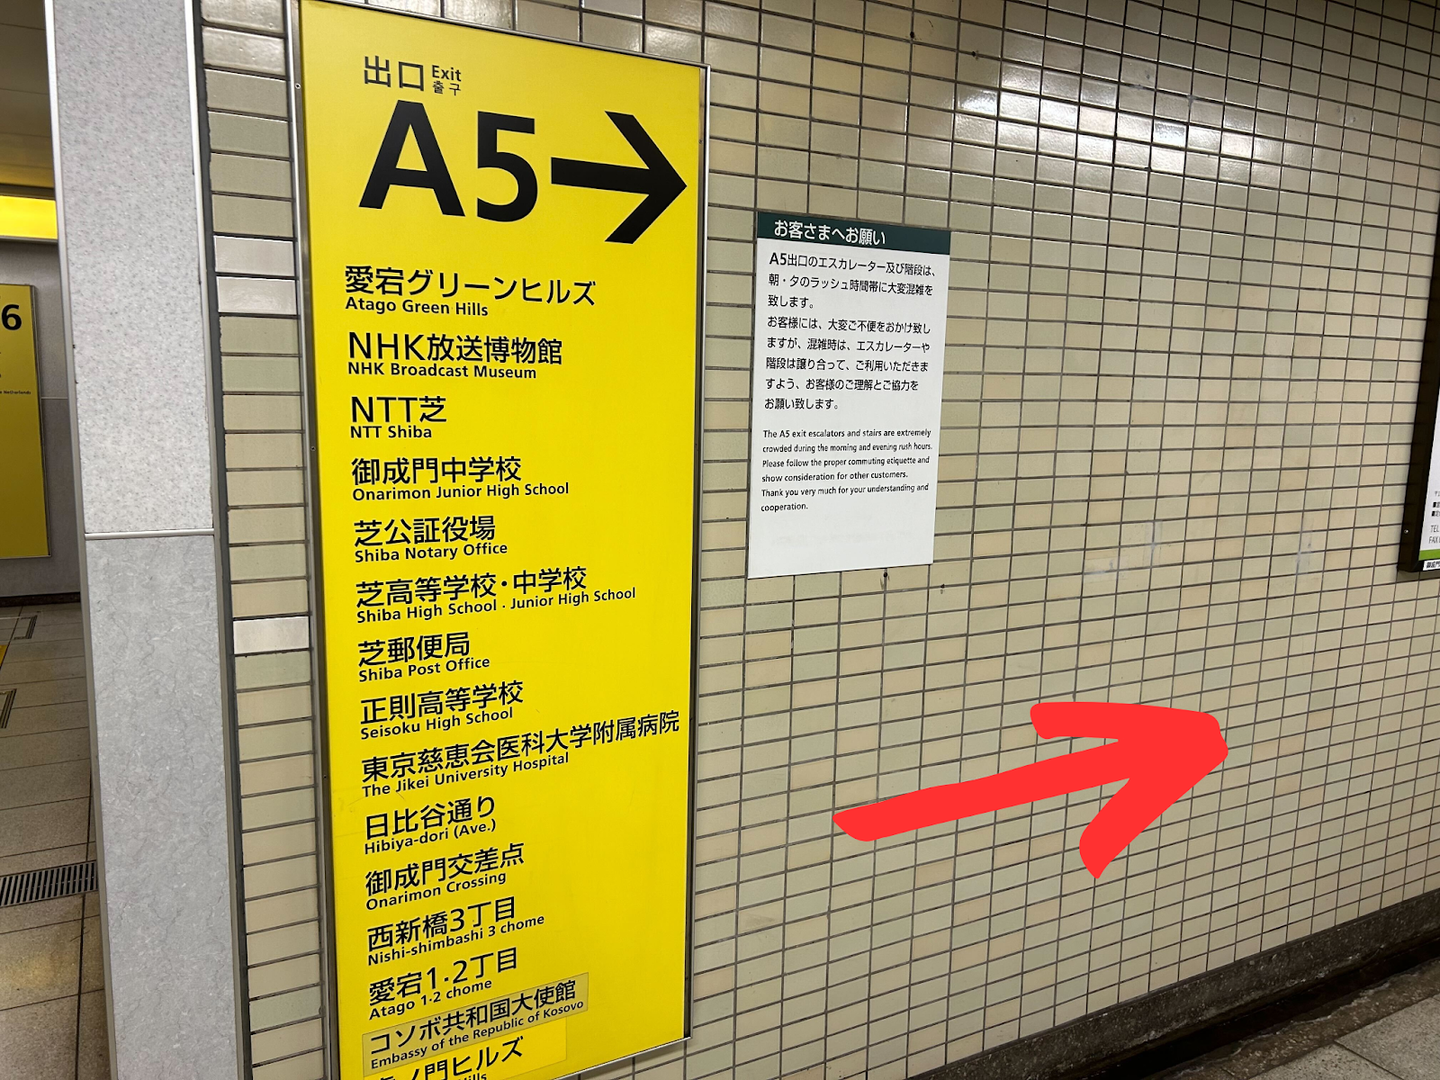 出口 Exit
출구
A5→
愛宕グリーンヒルズ
Atago Green Hills
NHK放送博物館
NHK Broadcast Museum
NTT芝
NTT Shiba
御成門中学校
Onarimon Junior High School
芝公証役場
Shiba Notary Office
芝高等学校・中学校
Shiba High School . Junior High School
芝郵便局
Shiba Post Office
正則高等学校
Seisoku High School
東京慈恵会医科大学附属病院
The Jikei University Hospital
日比谷通り
Hibiya-dori (Ave.)
御成門交差点
Onarimon Crossing
西新橋3丁目
Nishi-shimbashi 3 chome
愛宕1・2丁目
Atago 1・2 chome
コソボ共和国大使館
Embassy of the Republic of Kosovo
ノ門ヒルズ
Hills
お客さまへお願い
A5出口のエスカレーター及び階段は、
朝・夕のラッシュ時間帯に大変混雑を
致します。
お客様には、大変ご不便をおかけ致し
ますが、混雑時は、エスカレーターや
階段は譲り合って、ご利用いただきま
すよう、お客様のご理解とご協力を
お願い致します。
The A5 exit escalators and stairs are extremely
crowded during the morning and evening rush hours.
Please follow the proper commuting etiquette and
show consideration for other customers.
Thank you very much for your understanding and
cooperation.
6
TEL
FAX